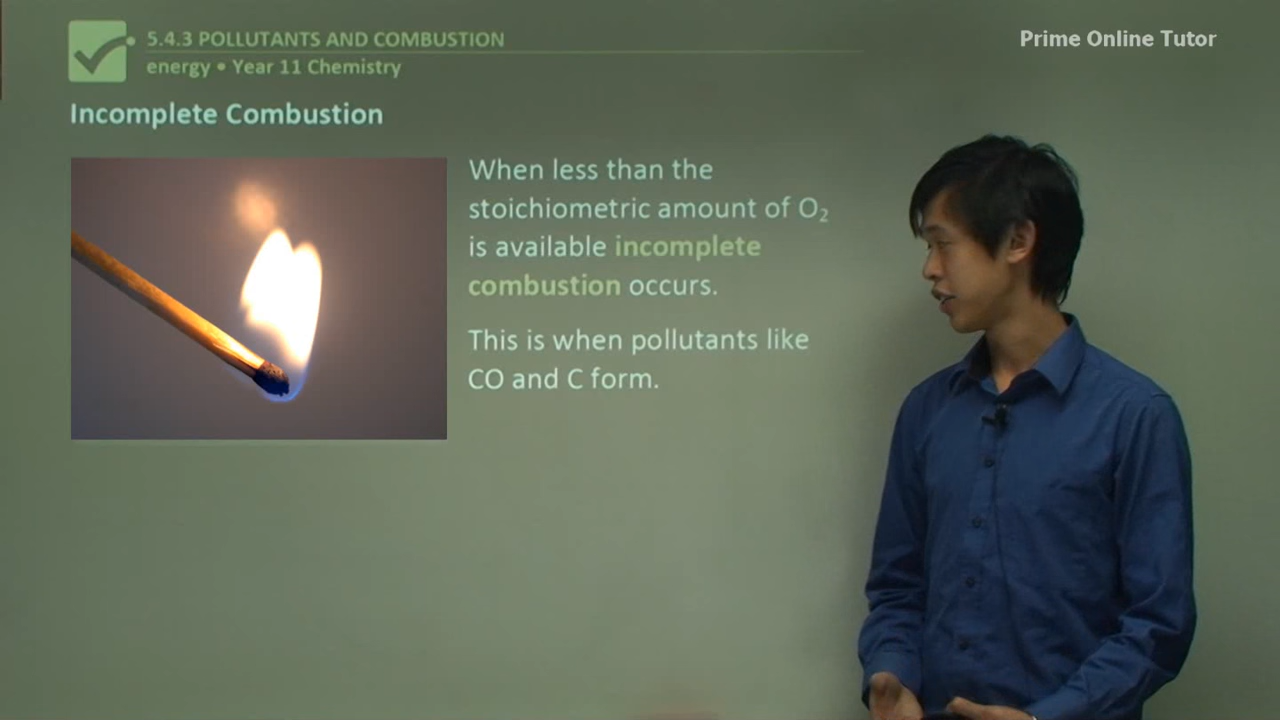 5.4.3 POLLUTANTS AND COMBUSTION
energy • Year 11 Chemistry
Prime Online Tutor
Incomplete Combustion
When less than the
stoichiometric amount of O₂
is available incomplete
combustion occurs.
This is when pollutants like
CO and C form.